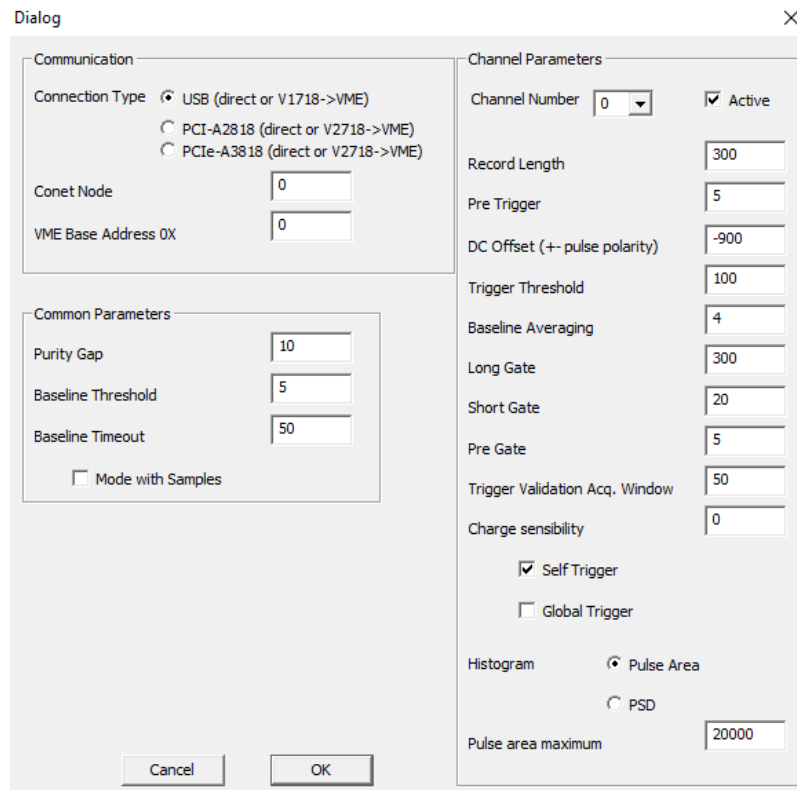 Dialog
Communication
Connection Type USB (direct or V1718->VME)
PCI-A2818 (direct or V2718->VME)
PCIe-A3818 (direct or V2718->VME)
Conet Node 0
VME Base Address 0X 0
Common Parameters
Purity Gap 10
Baseline Threshold 5
Baseline Timeout 50
Mode with Samples
Channel Parameters
Channel Number 0 Active
Record Length 300
Pre Trigger 5
DC Offset (+- pulse polarity) -900
Trigger Threshold 100
Baseline Averaging 4
Long Gate 300
Short Gate 20
Pre Gate 5
Trigger Validation Acq. Window 50
Charge sensibility 0
Self Trigger
Global Trigger
Histogram Pulse Area
PSD
Pulse area maximum 20000
Cancel OK